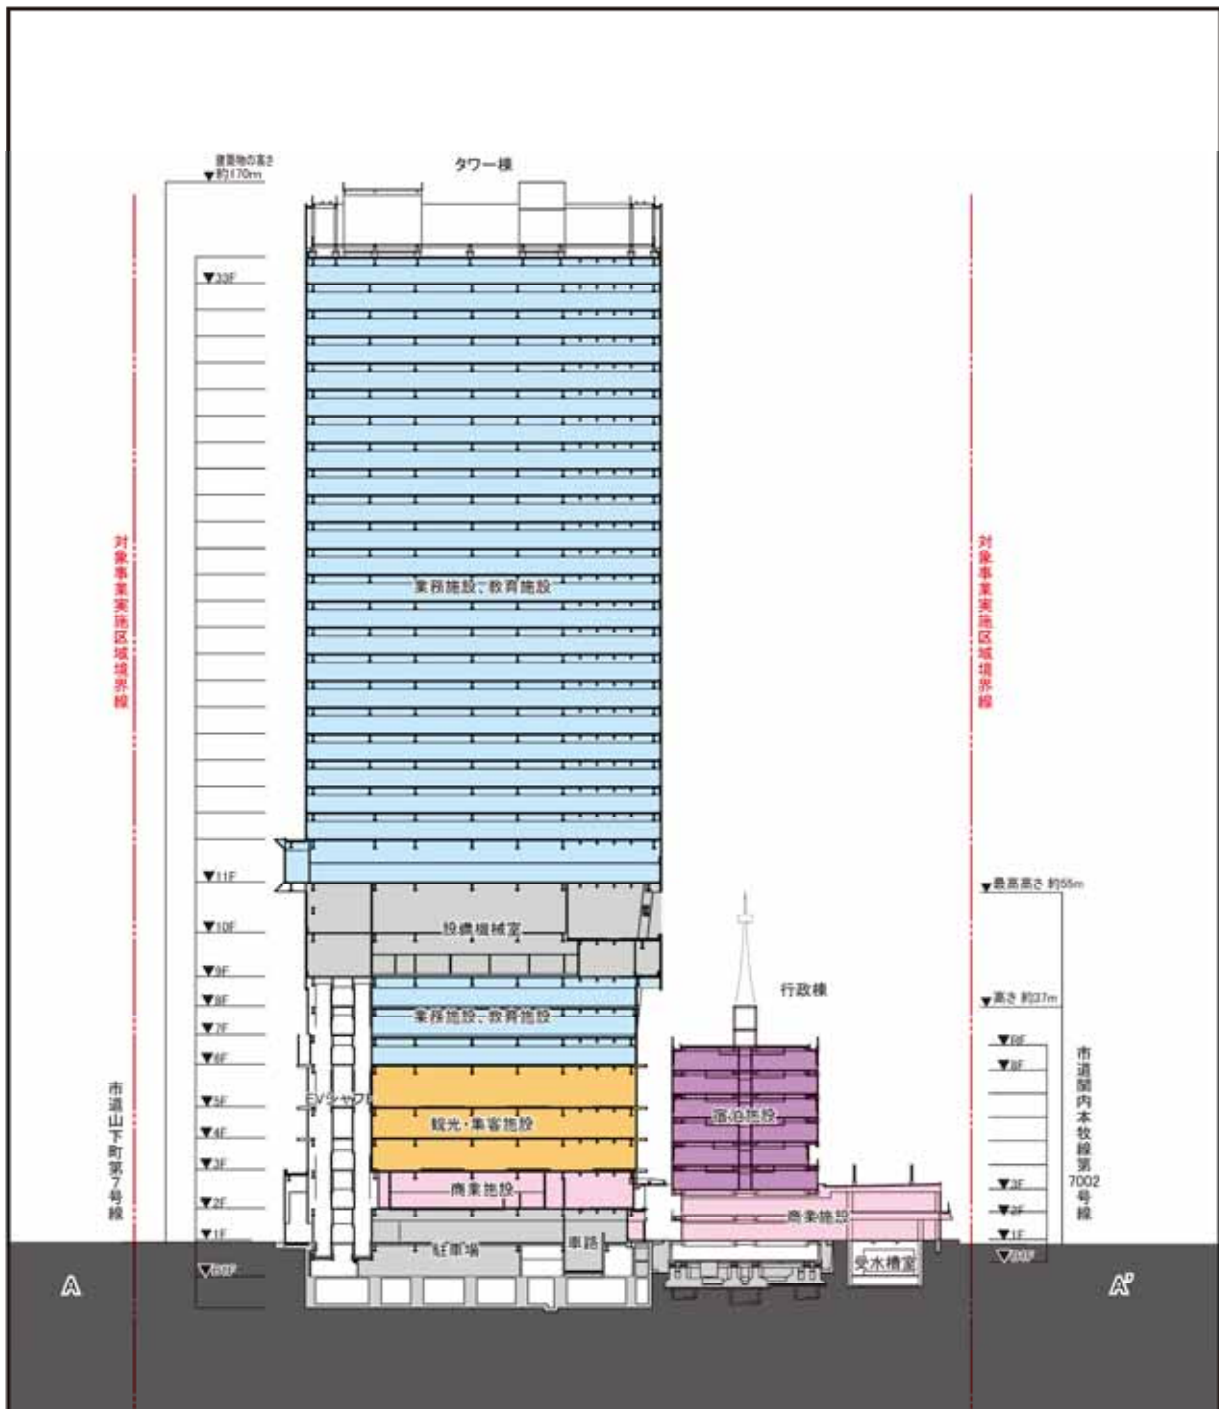 建築物の高さ
▼約170m
タワー棟
▼33F
対象事業実施区域境界線
対象事業実施区域境界線
業務施設、教育施設
▼11F
▼最高高さ 約55m
設備機械室
▼10F
▼9F
行政棟
▼8F
▼高さ 約37m
業務施設、教育施設
▼7F
▼RF
▼6F
▼8F
EVシャフト
▼5F
観光・集客施設
宿泊施設
▼4F
▼3F
市道山下町第7号線
市道関内本牧線第7002号線
商業施設
▼3F
▼2F
▼2F
商業施設
▼1F
▼1F
駐車場
車路
受水槽室
▼B1F
▼B1F
A
A'